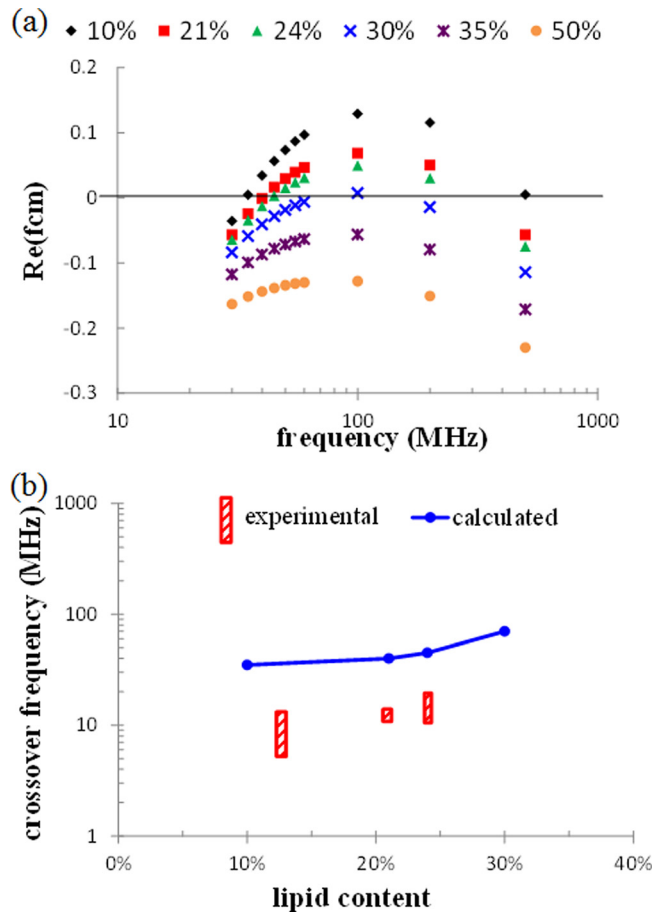 (a)
10% 21% 24% 30% 35% 50%
0.2
0.1
0
-0.1
-0.2
-0.3
Re(fcm)
10 100 1000
frequency (MHz)
(b)
experimental calculated
1000
100
10
1
crossover frequency (MHz)
0% 10% 20% 30% 40%
lipid content